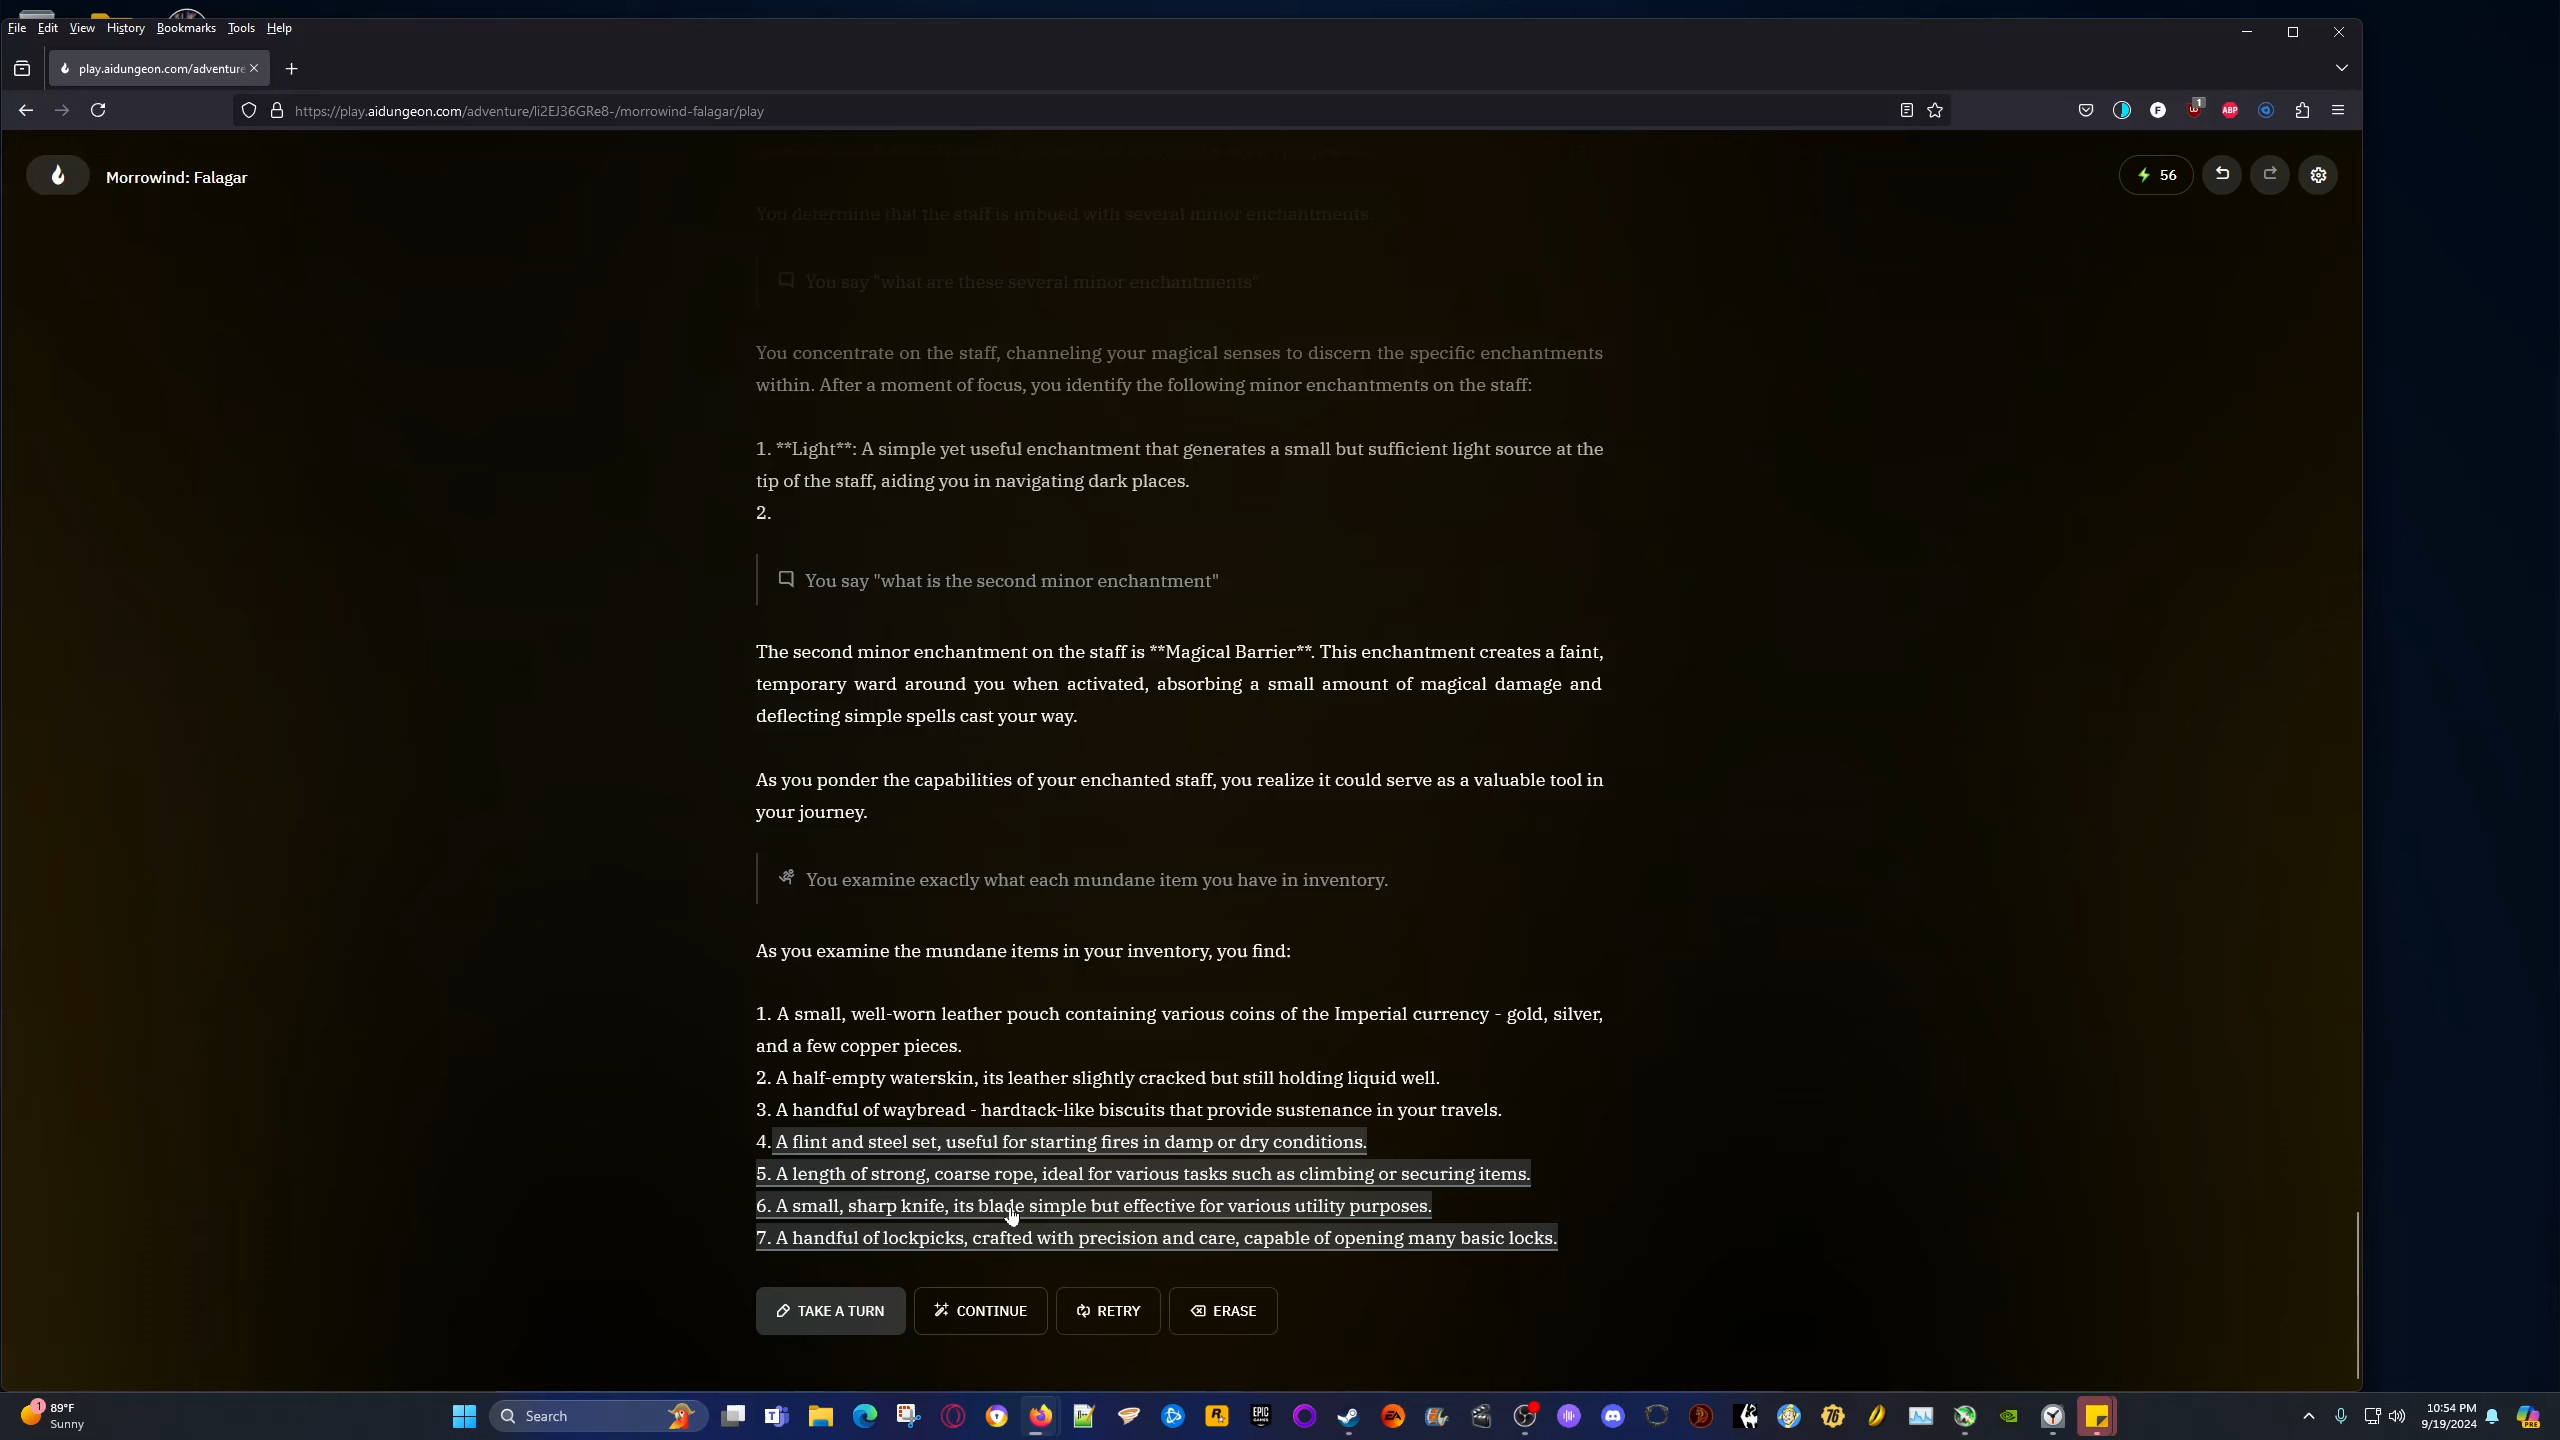 File Edit View History Bookmarks Tools Help
play.aidungeon.com/adventure
https://play.aidungeon.com/adventure/li2EJ36GRe8-/morrowind-falagar/play
1
F
ABP
Morrowind: Falagar
56
You determine that the staff is imbued with several minor enchantments.
You say "what are these several minor enchantments"
You concentrate on the staff, channeling your magical senses to discern the specific enchantments
within. After a moment of focus, you identify the following minor enchantments on the staff:
1. **Light**: A simple yet useful enchantment that generates a small but sufficient light source at the
tip of the staff, aiding you in navigating dark places.
2.
You say "what is the second minor enchantment"
The second minor enchantment on the staff is **Magical Barrier**. This enchantment creates a faint,
temporary ward around you when activated, absorbing a small amount of magical damage and
deflecting simple spells cast your way.
As you ponder the capabilities of your enchanted staff, you realize it could serve as a valuable tool in
your journey.
You examine exactly what each mundane item you have in inventory.
As you examine the mundane items in your inventory, you find:
1. A small, well-worn leather pouch containing various coins of the Imperial currency - gold, silver,
and a few copper pieces.
2. A half-empty waterskin, its leather slightly cracked but still holding liquid well.
3. A handful of waybread - hardtack-like biscuits that provide sustenance in your travels.
4. A flint and steel set, useful for starting fires in damp or dry conditions.
5. A length of strong, coarse rope, ideal for various tasks such as climbing or securing items.
6. A small, sharp knife, its blade simple but effective for various utility purposes.
7. A handful of lockpicks, crafted with precision and care, capable of opening many basic locks.
TAKE A TURN CONTINUE RETRY ERASE
1
89°F
Sunny
Search
EPIC GAMES
EA
76
10:54 PM
9/19/2024
PRE